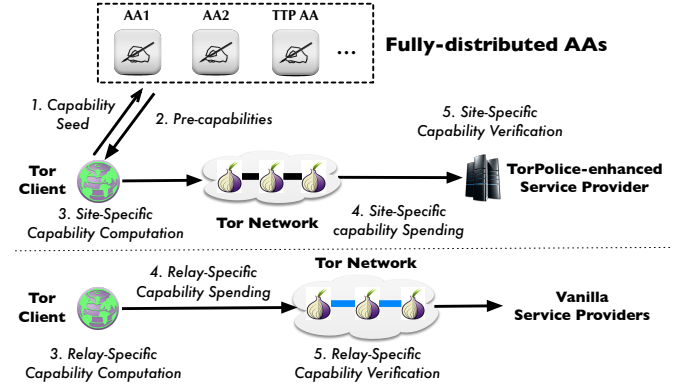 AA1 AA2 TTP AA
...
Fully-distributed AAs
1. Capability
Seed
2. Pre-capabilities
5. Site-Specific
Capability Verification
Tor
Client
TorPolice-enhanced
Service Provider
3. Site-Specific
Capability Computation
Tor Network
4. Site-Specific
capability Spending
Tor Network
4. Relay-Specific
Capability Spending
Tor
Client
Vanilla
Service Providers
3. Relay-Specific
Capability Computation
5. Relay-Specific
Capability Verification